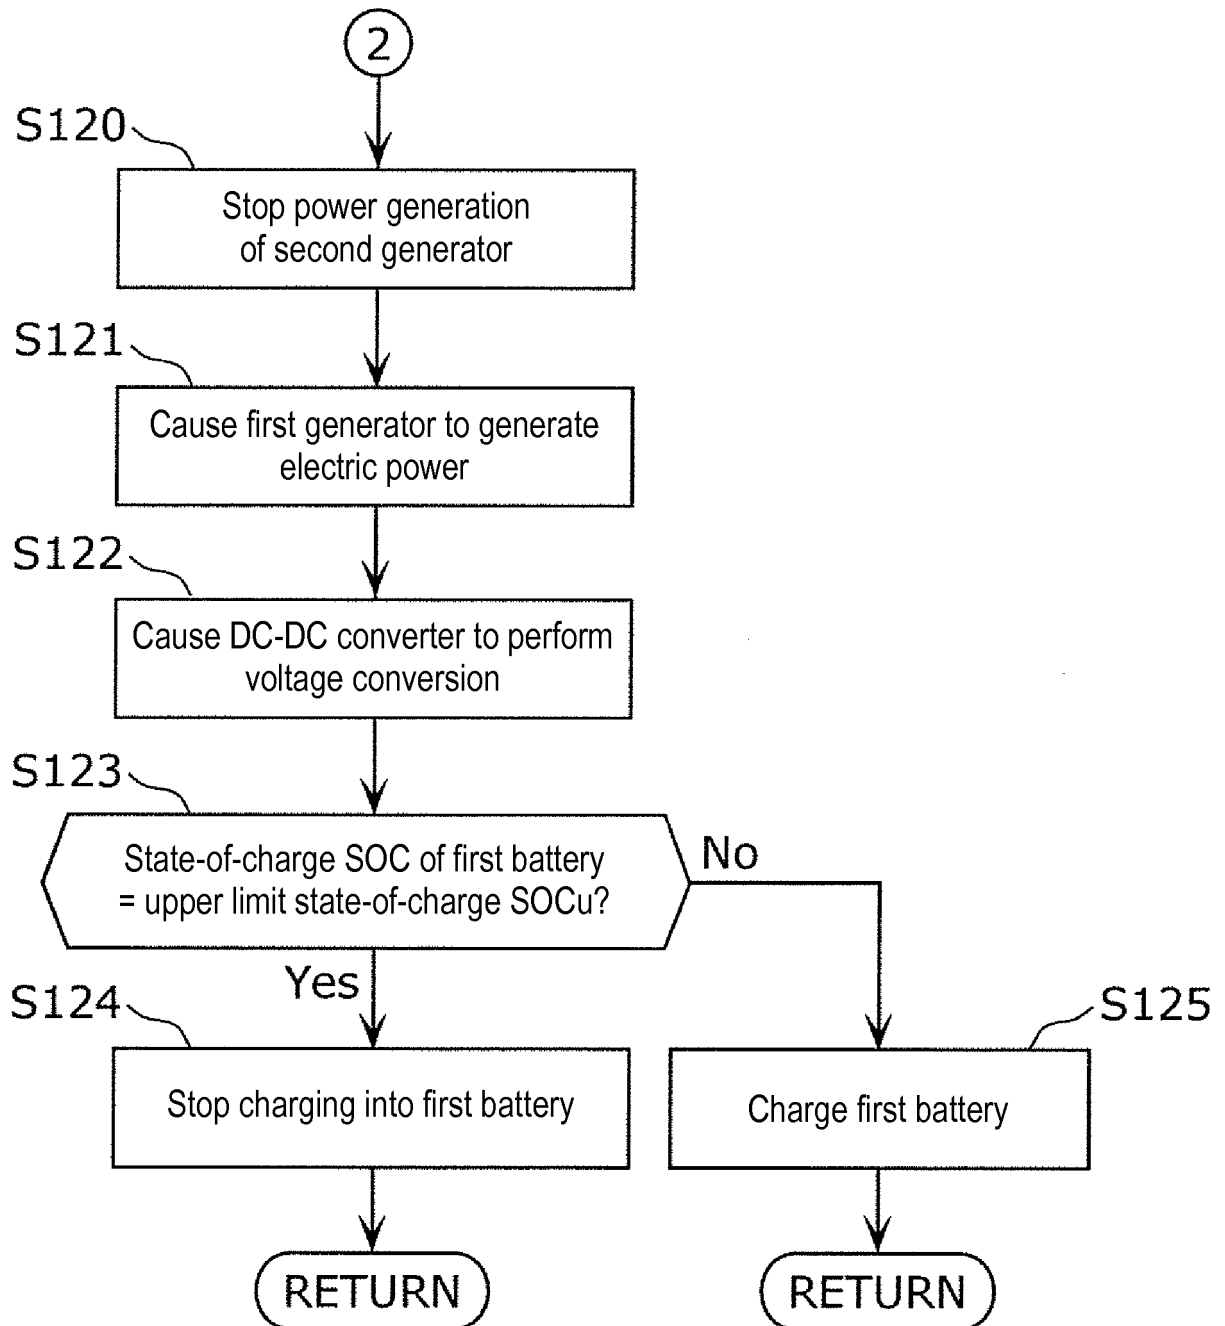 2
S120
Stop power generation
of second generator
S121
Cause first generator to generate
electric power
S122
Cause DC-DC converter to perform
voltage conversion
S123
State-of-charge SOC of first battery
= upper limit state-of-charge SOCu?
No
Yes
S124
Stop charging into first battery
S125
Charge first battery
RETURN
RETURN